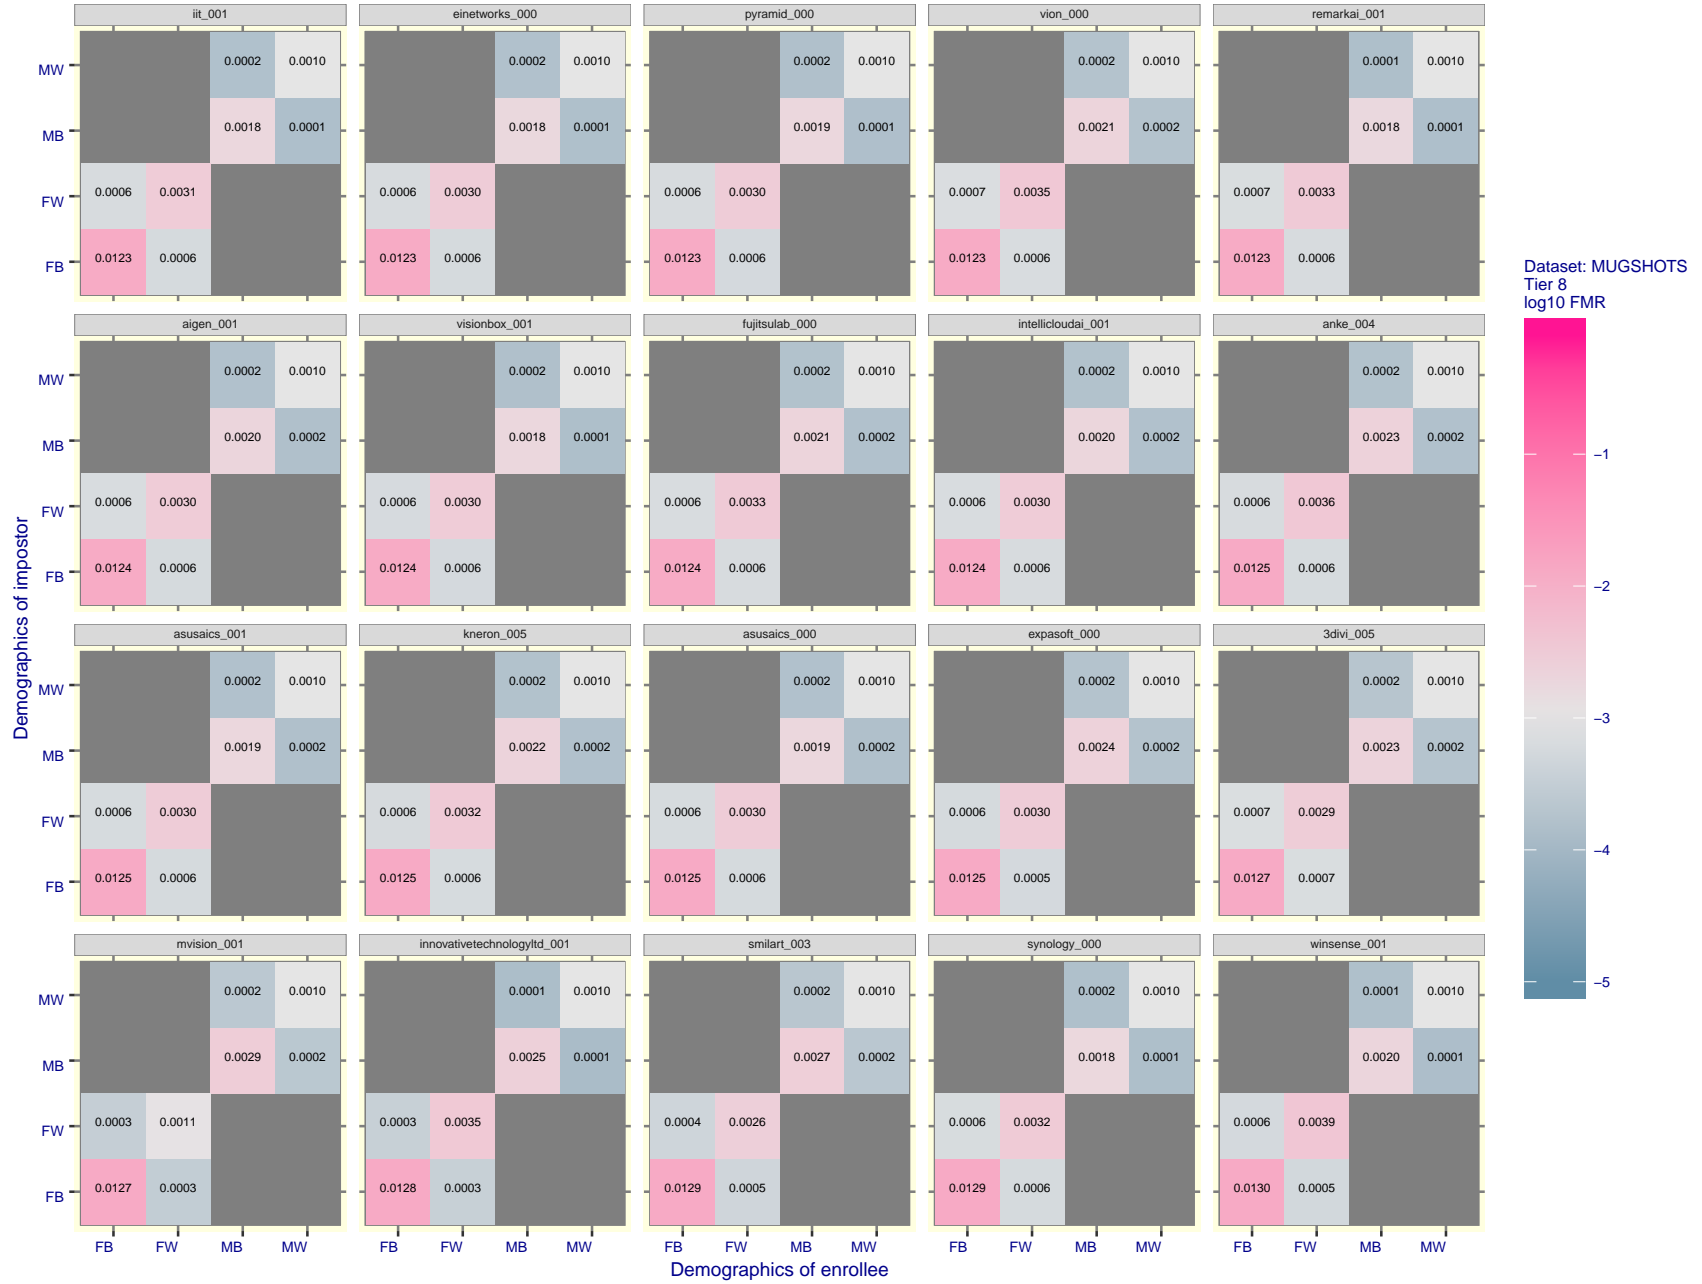 iit_001 einetworks_000 pyramid_000 vion_000 remarkai_001
MW 0.0002 0.0010 0.0002 0.0010 0.0002 0.0010 0.0002 0.0010 0.0001 0.0010
MB 0.0018 0.0001 0.0018 0.0001 0.0019 0.0001 0.0021 0.0002 0.0018 0.0001
FW 0.0006 0.0031 0.0006 0.0030 0.0006 0.0030 0.0007 0.0035 0.0007 0.0033
FB 0.0123 0.0006 0.0123 0.0006 0.0123 0.0006 0.0123 0.0006 0.0123 0.0006
aigen_001 visionbox_001 fujitsulab_000 intellicloudai_001 anke_004
MW 0.0002 0.0010 0.0002 0.0010 0.0002 0.0010 0.0002 0.0010 0.0002 0.0010
MB 0.0020 0.0002 0.0018 0.0001 0.0021 0.0002 0.0020 0.0002 0.0023 0.0002
FW 0.0006 0.0030 0.0006 0.0030 0.0006 0.0033 0.0006 0.0030 0.0006 0.0036
FB 0.0124 0.0006 0.0124 0.0006 0.0124 0.0006 0.0124 0.0006 0.0125 0.0006
asusaics_001 kneron_005 asusaics_000 expasoft_000 3divi_005
MW 0.0002 0.0010 0.0002 0.0010 0.0002 0.0010 0.0002 0.0010 0.0002 0.0010
MB 0.0019 0.0002 0.0022 0.0002 0.0019 0.0002 0.0024 0.0002 0.0023 0.0002
FW 0.0006 0.0030 0.0006 0.0032 0.0006 0.0030 0.0006 0.0030 0.0007 0.0029
FB 0.0125 0.0006 0.0125 0.0006 0.0125 0.0006 0.0125 0.0005 0.0127 0.0007
mvision_001 innovativetechnologyltd_001 smilart_003 synology_000 winsense_001
MW 0.0002 0.0010 0.0001 0.0010 0.0002 0.0010 0.0002 0.0010 0.0001 0.0010
MB 0.0029 0.0002 0.0025 0.0001 0.0027 0.0002 0.0018 0.0001 0.0020 0.0001
FW 0.0003 0.0011 0.0003 0.0035 0.0004 0.0026 0.0006 0.0032 0.0006 0.0039
FB 0.0127 0.0003 0.0128 0.0003 0.0129 0.0005 0.0129 0.0006 0.0130 0.0005
FB FW MB MW FB FW MB MW FB FW MB MW FB FW MB MW FB FW MB MW
Demographics of enrollee
Demographics of impostor
Dataset: MUGSHOTS
Tier 8
log10 FMR
−1
−2
−3
−4
−5